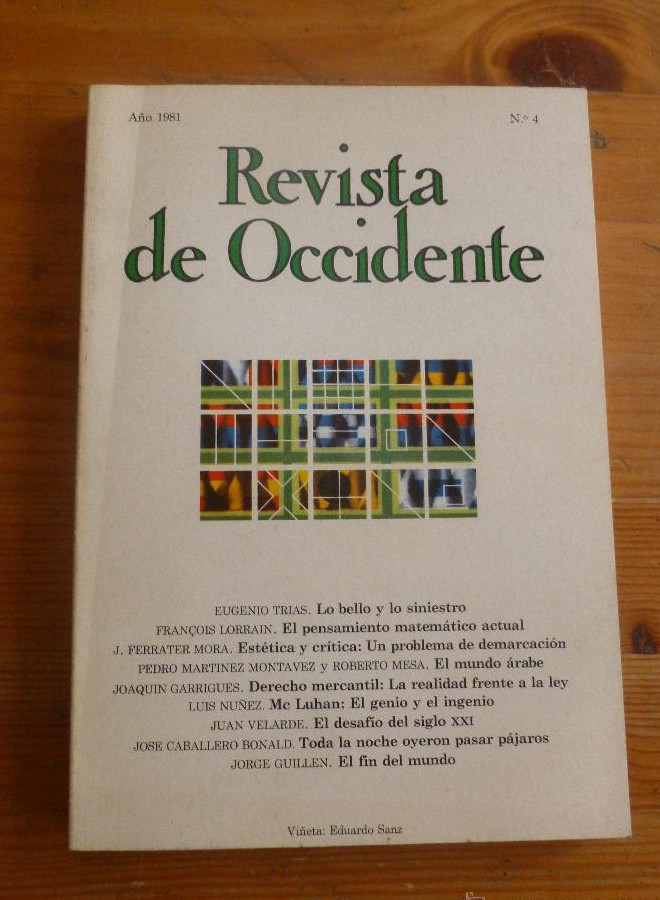 Año 1981
N.º 4
Revista
de Occidente
EUGENIO TRIAS. Lo bello y lo siniestro
FRANÇOIS LORRAIN. El pensamiento matemático actual
J. FERRATER MORA. Estética y crítica: Un problema de demarcación
PEDRO MARTINEZ MONTAVEZ y ROBERTO MESA. El mundo árabe
JOAQUIN GARRIGUES. Derecho mercantil: La realidad frente a la ley
LUIS NUÑEZ. Mc Luhan: El genio y el ingenio
JUAN VELARDE. El desafío del siglo XXI
JOSE CABALLERO BONALD. Toda la noche oyeron pasar pájaros
JORGE GUILLEN. El fin del mundo
Viñeta: Eduardo Sanz